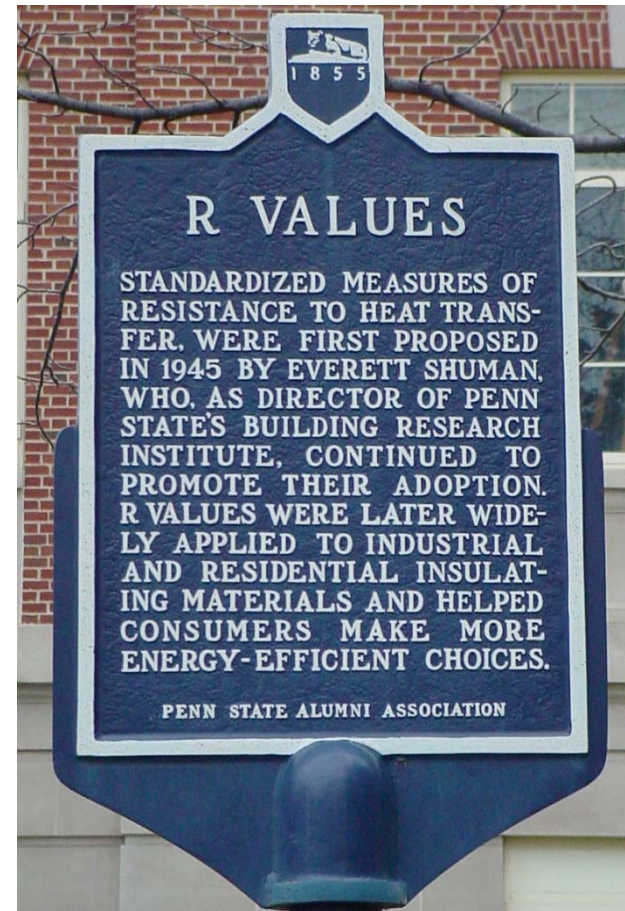 1855
R VALUES
STANDARDIZED MEASURES OF
RESISTANCE TO HEAT TRANS-
FER, WERE FIRST PROPOSED
IN 1945 BY EVERETT SHUMAN,
WHO, AS DIRECTOR OF PENN
STATE'S BUILDING RESEARCH
INSTITUTE, CONTINUED TO
PROMOTE THEIR ADOPTION.
R VALUES WERE LATER WIDE-
LY APPLIED TO INDUSTRIAL
AND RESIDENTIAL INSULAT-
ING MATERIALS AND HELPED
CONSUMERS MAKE MORE
ENERGY-EFFICIENT CHOICES.
PENN STATE ALUMNI ASSOCIATION